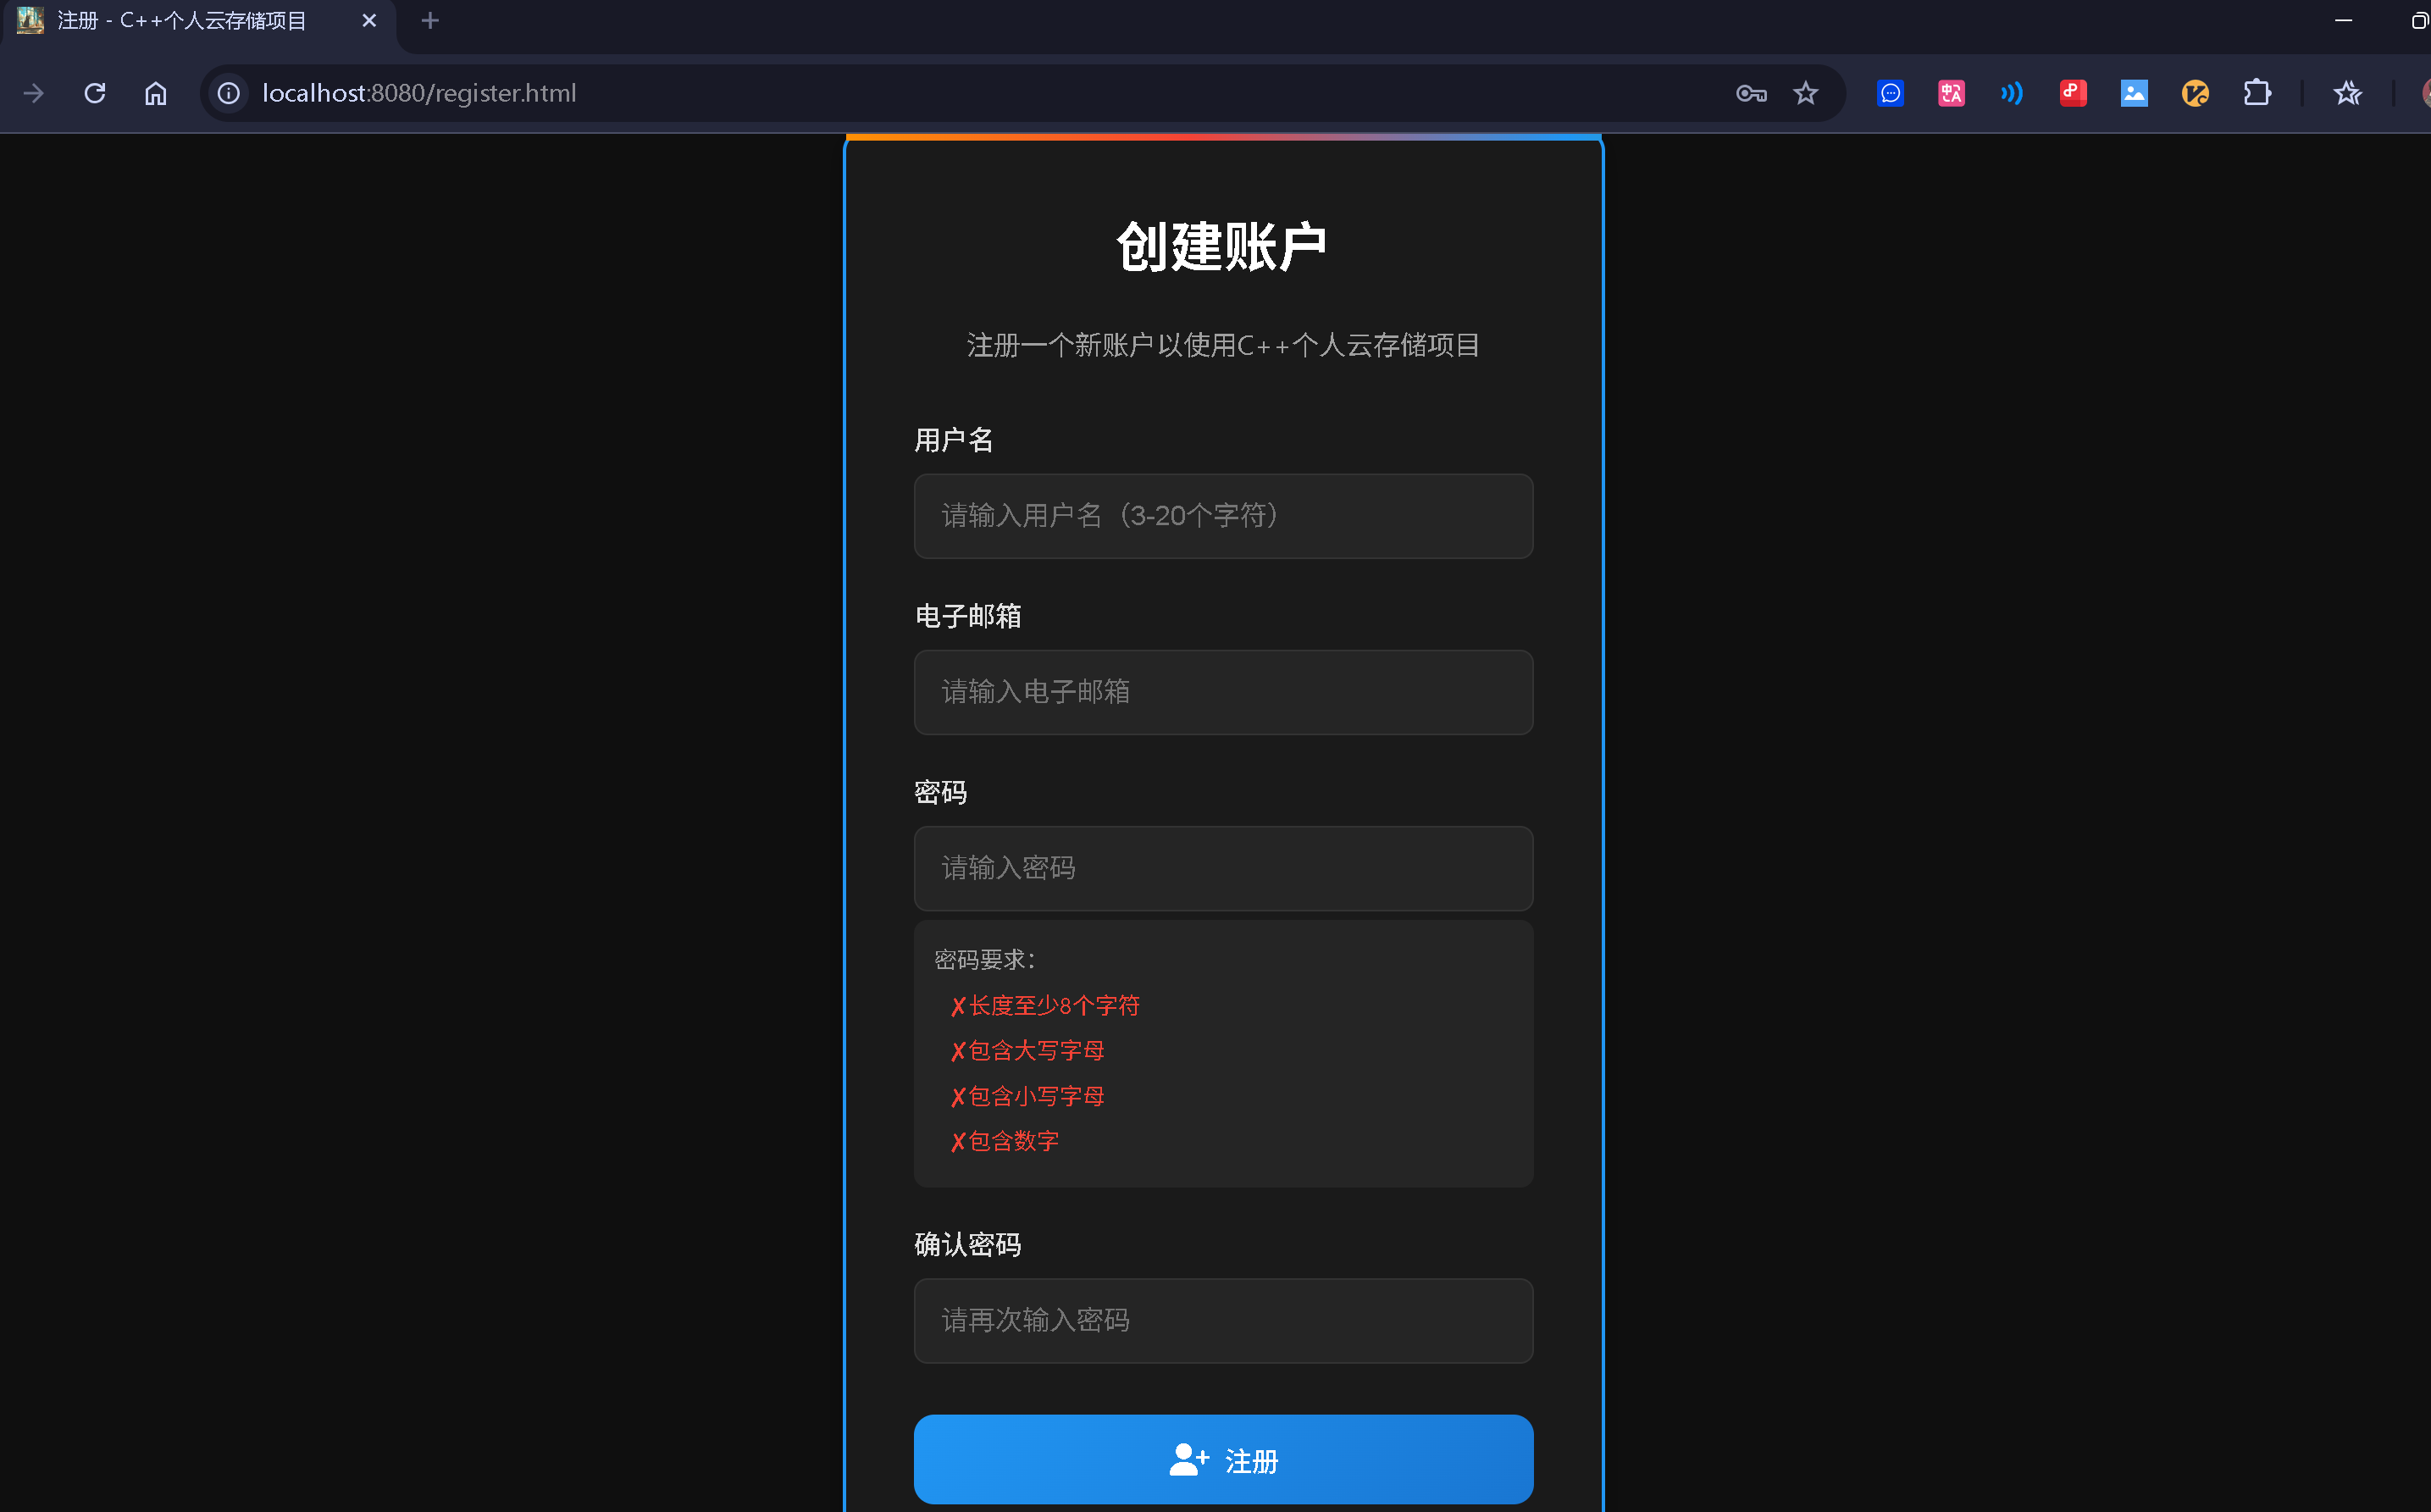 注册 - C++个人云存储项目
localhost:8080/register.html
创建账户
注册一个新账户以使用C++个人云存储项目
用户名
请输入用户名（3-20个字符）
电子邮箱
请输入电子邮箱
密码
请输入密码
密码要求：
✗长度至少8个字符
✗包含大写字母
✗包含小写字母
✗包含数字
确认密码
请再次输入密码
注册